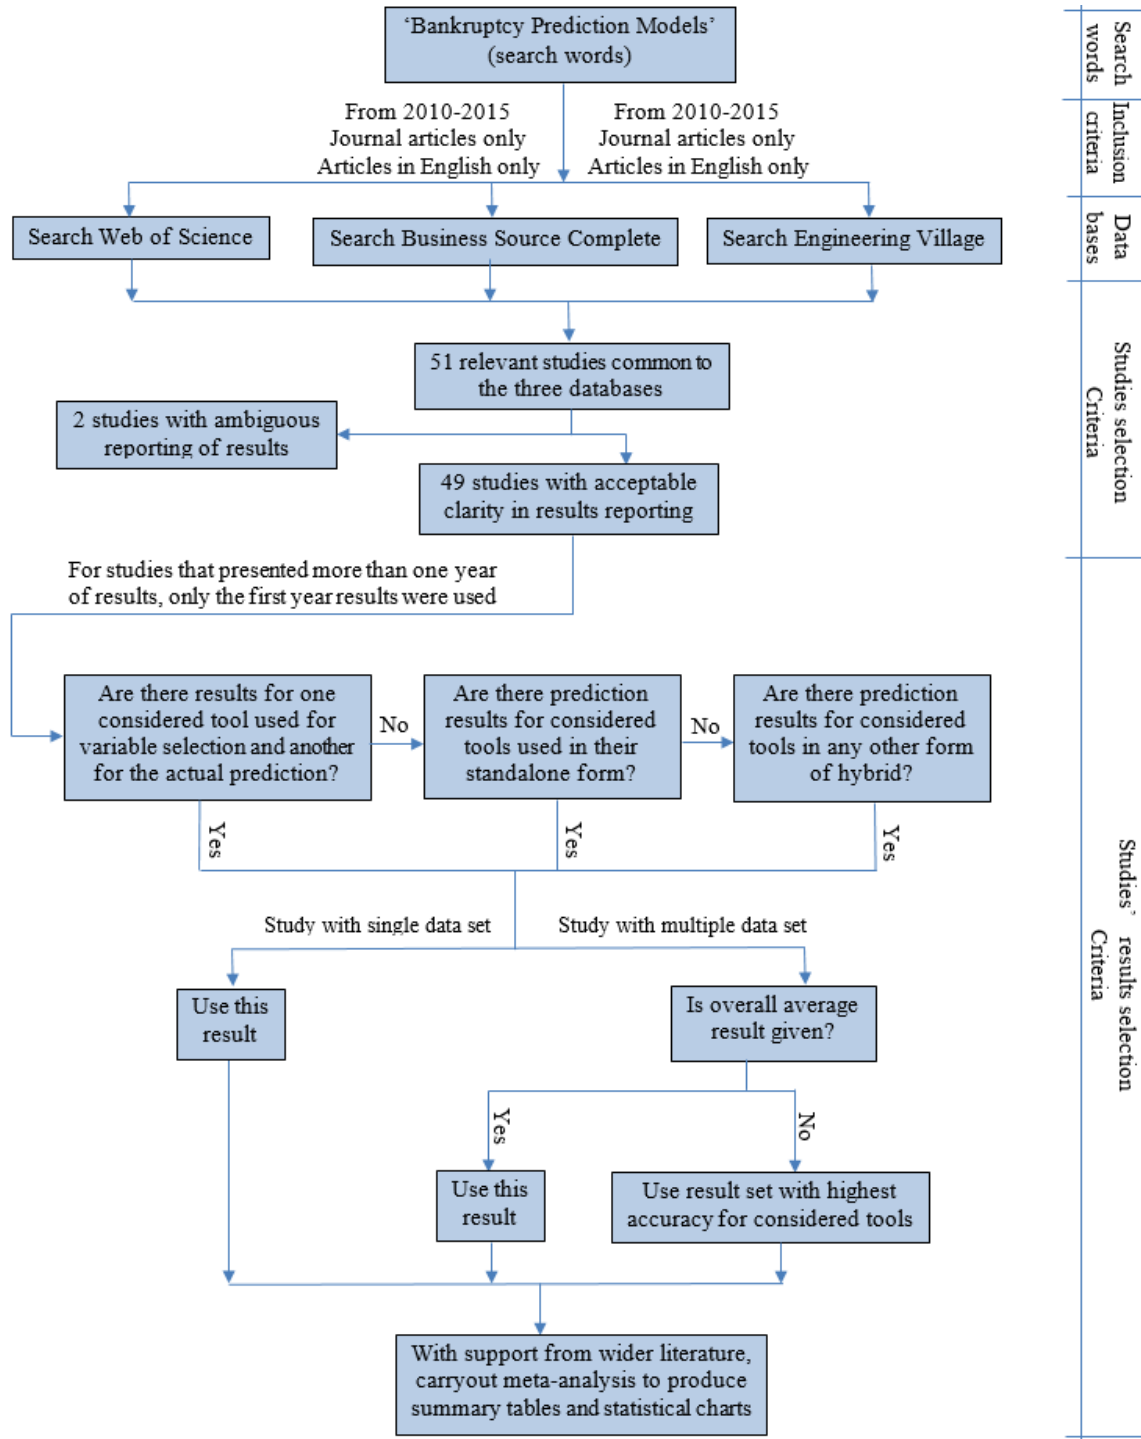 ‘Bankruptcy Prediction Models’
(search words)
Search
words
From 2010-2015
Journal articles only
Articles in English only
From 2010-2015
Journal articles only
Articles in English only
Inclusion
criteria
Search Web of Science
Search Business Source Complete
Search Engineering Village
Data
bases
51 relevant studies common to
the three databases
2 studies with ambiguous
reporting of results
49 studies with acceptable
clarity in results reporting
Studies selection
Criteria
For studies that presented more than one year
of results, only the first year results were used
Are there results for one
considered tool used for
variable selection and another
for the actual prediction?
No
Are there prediction
results for considered
tools used in their
standalone form?
No
Are there prediction
results for considered
tools in any other form
of hybrid?
Yes
Yes
Yes
Study with single data set
Study with multiple data set
Use this
result
Is overall average
result given?
Yes
No
Use this
result
Use result set with highest
accuracy for considered tools
Studies’ results selection
Criteria
With support from wider literature,
carryout meta-analysis to produce
summary tables and statistical charts